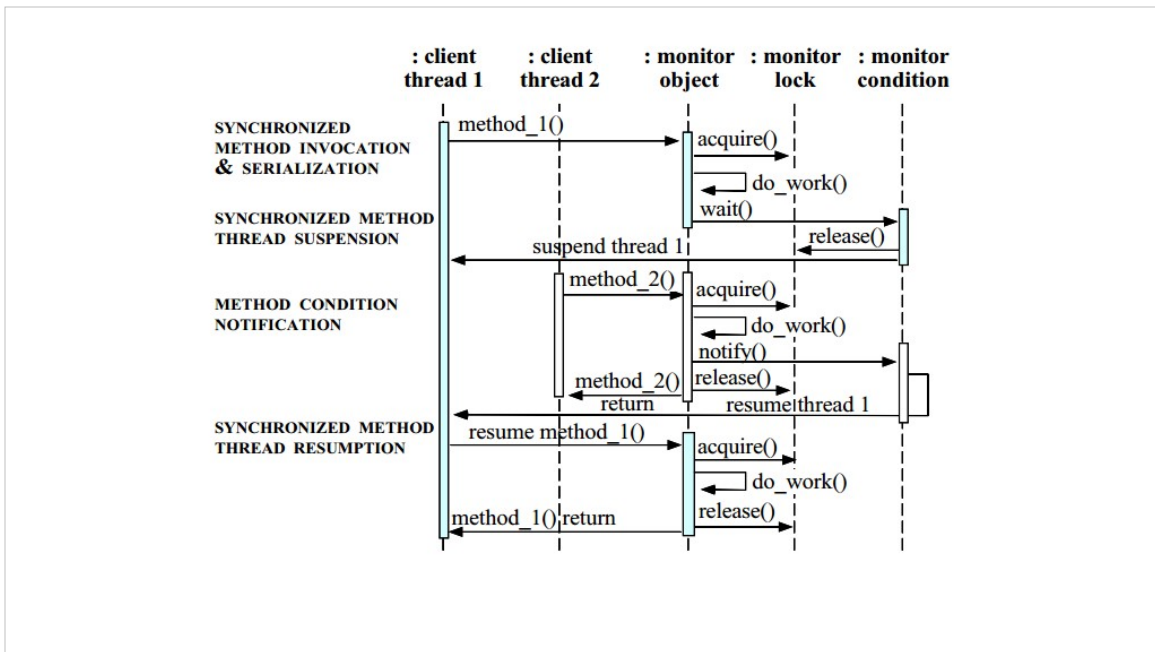 : client : client : monitor : monitor : monitor
thread 1 thread 2 object lock condition
SYNCHRONIZED
METHOD INVOCATION
& SERIALIZATION
method_1()
acquire()
do_work()
SYNCHRONIZED METHOD
THREAD SUSPENSION
wait()
release()
suspend thread 1
METHOD CONDITION
NOTIFICATION
method_2()
acquire()
do_work()
notify()
method_2()
return
release()
resume thread 1
SYNCHRONIZED METHOD
THREAD RESUMPTION
resume method_1()
acquire()
do_work()
release()
method_1() return